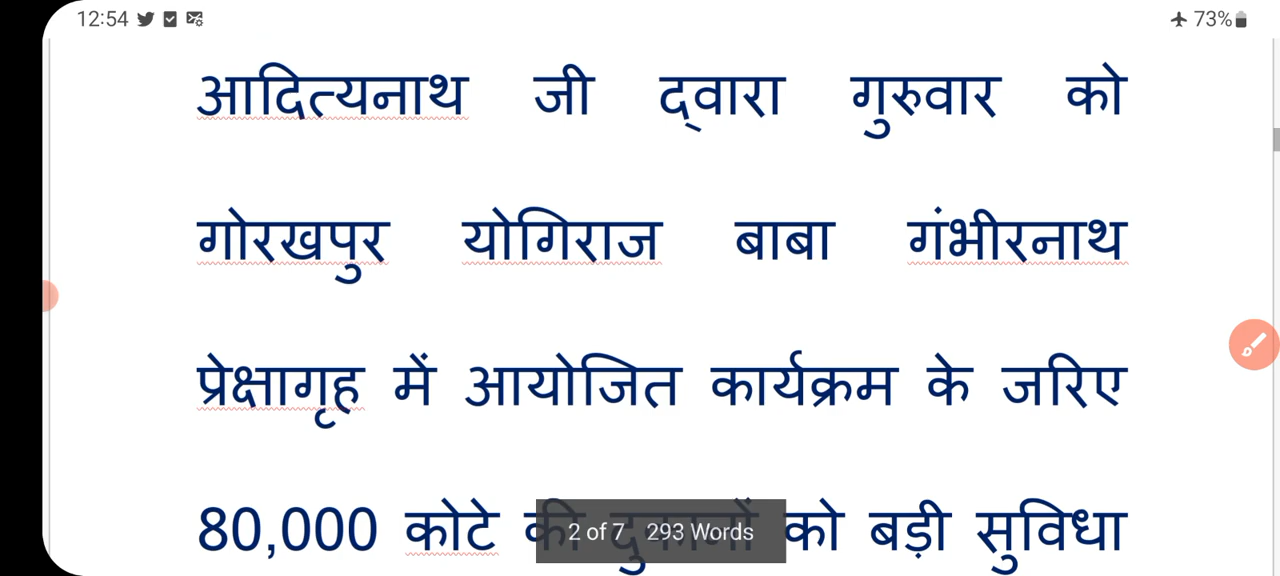 12:54
73%
आदित्यनाथ जी द्वारा गुरुवार को
गोरखपुर योगिराज बाबा गंभीरनाथ
प्रेक्षागृह में आयोजित कार्यक्रम के जरिए
80,000 कोटे की दुकानों को बड़ी सुविधा
2 of 7 293 Words